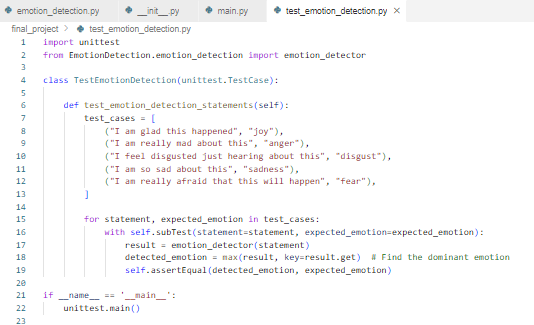 emotion_detection.py __init__.py main.py test_emotion_detection.py ×
final_project > test_emotion_detection.py
1 import unittest
2 from EmotionDetection.emotion_detection import emotion_detector
3
4 class TestEmotionDetection(unittest.TestCase):
5
6     def test_emotion_detection_statements(self):
7         test_cases = [
8             ("I am glad this happened", "joy"),
9             ("I am really mad about this", "anger"),
10             ("I feel disgusted just hearing about this", "disgust"),
11             ("I am so sad about this", "sadness"),
12             ("I am really afraid that this will happen", "fear"),
13         ]
14
15         for statement, expected_emotion in test_cases:
16             with self.subTest(statement=statement, expected_emotion=expected_emotion):
17                 result = emotion_detector(statement)
18                 detected_emotion = max(result, key=result.get)  # Find the dominant emotion
19                 self.assertEqual(detected_emotion, expected_emotion)
20
21 if __name__ == '__main__':
22     unittest.main()
23